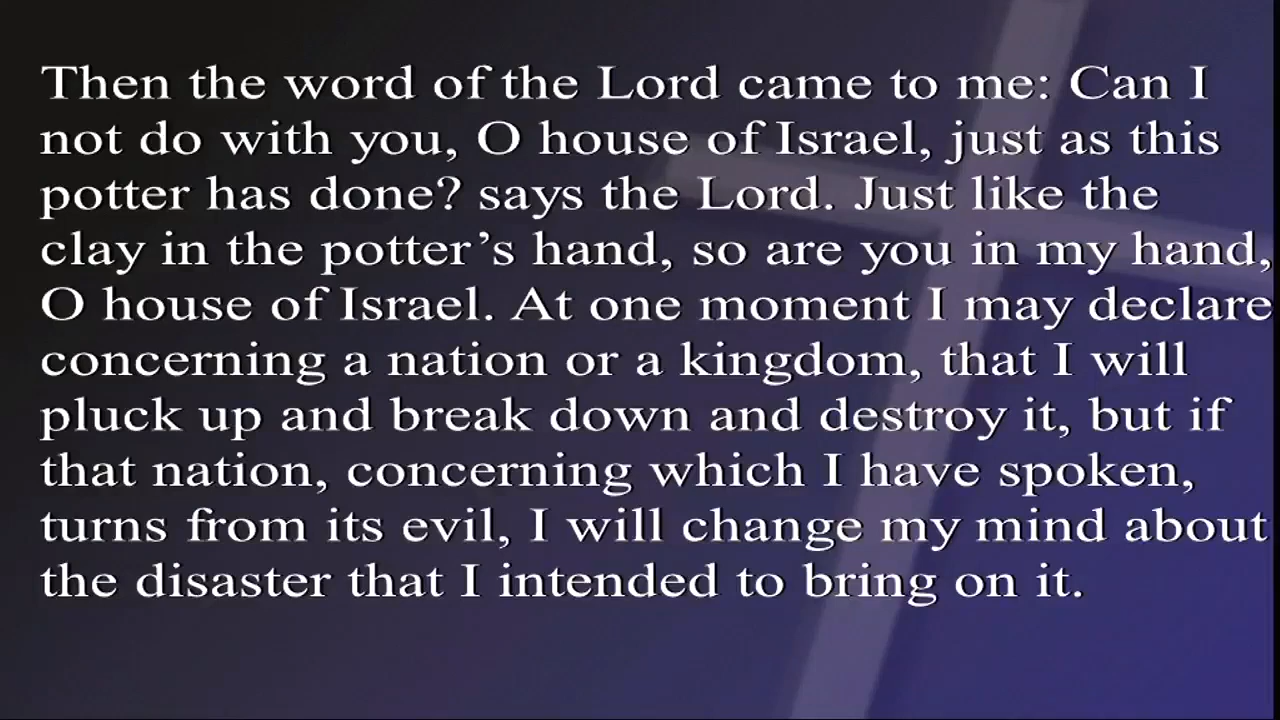 Then the word of the Lord came to me: Can I
not do with you, O house of Israel, just as this
potter has done? says the Lord. Just like the
clay in the potter’s hand, so are you in my hand,
O house of Israel. At one moment I may declare
concerning a nation or a kingdom, that I will
pluck up and break down and destroy it, but if
that nation, concerning which I have spoken,
turns from its evil, I will change my mind about
the disaster that I intended to bring on it.